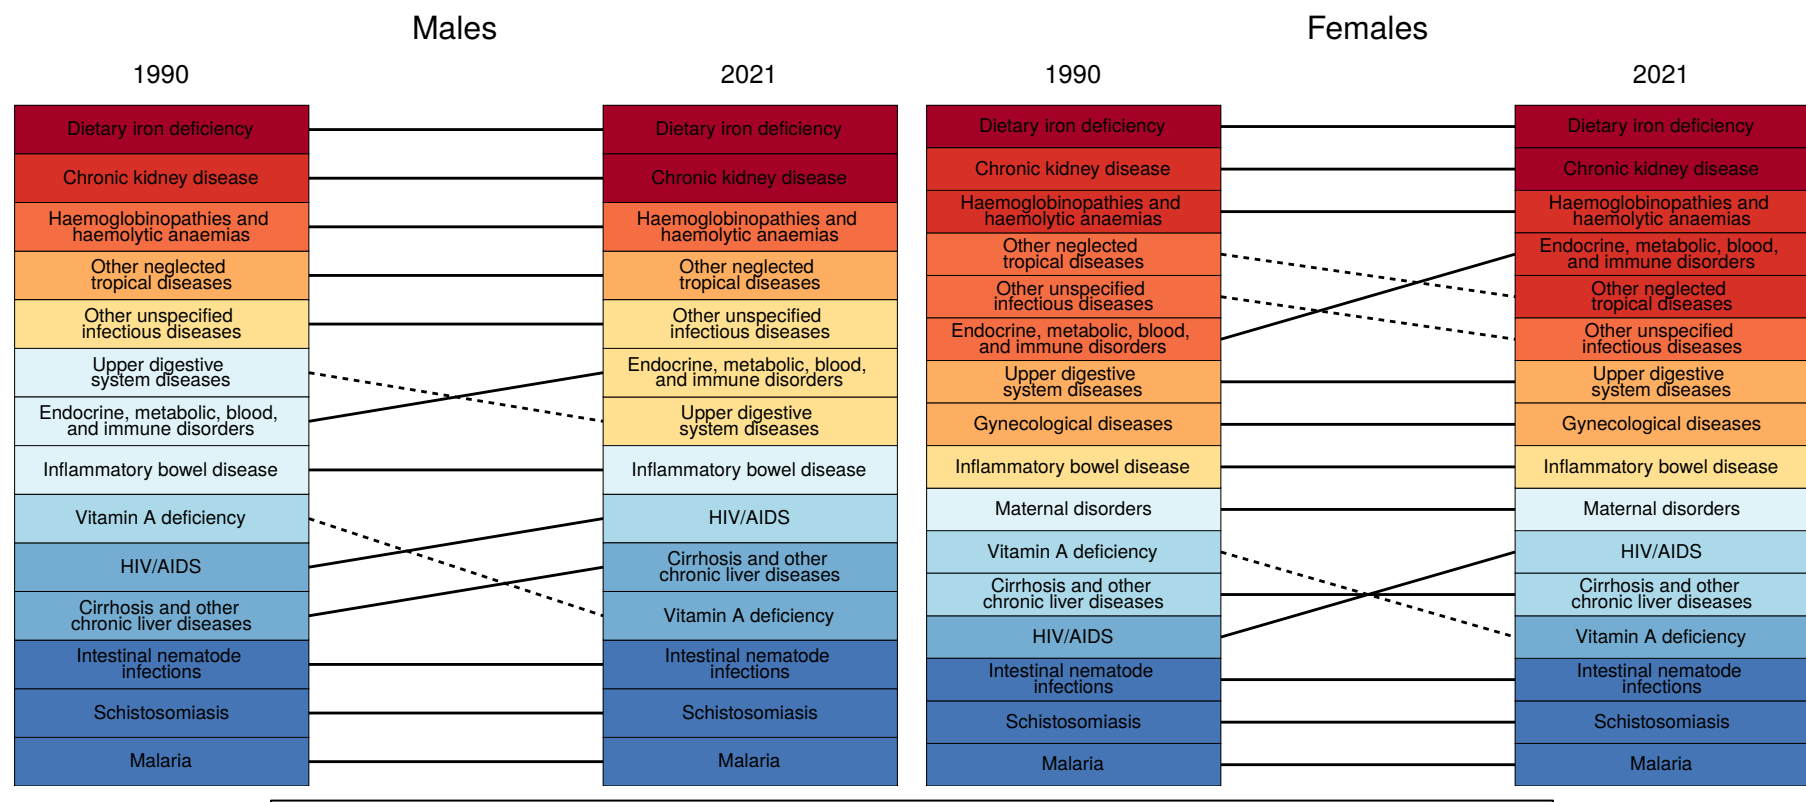 Males
1990
2021
Dietary iron deficiency
Chronic kidney disease
Haemoglobinopathies and
haemolytic anaemias
Other neglected
tropical diseases
Other unspecified
infectious diseases
Upper digestive
system diseases
Endocrine, metabolic, blood,
and immune disorders
Inflammatory bowel disease
Vitamin A deficiency
HIV/AIDS
Cirrhosis and other
chronic liver diseases
Intestinal nematode
infections
Schistosomiasis
Malaria
Dietary iron deficiency
Chronic kidney disease
Haemoglobinopathies and
haemolytic anaemias
Other neglected
tropical diseases
Other unspecified
infectious diseases
Endocrine, metabolic, blood,
and immune disorders
Upper digestive
system diseases
Inflammatory bowel disease
HIV/AIDS
Cirrhosis and other
chronic liver diseases
Vitamin A deficiency
Intestinal nematode
infections
Schistosomiasis
Malaria
Females
1990
2021
Dietary iron deficiency
Chronic kidney disease
Haemoglobinopathies and
haemolytic anaemias
Other neglected
tropical diseases
Other unspecified
infectious diseases
Endocrine, metabolic, blood,
and immune disorders
Upper digestive
system diseases
Gynecological diseases
Inflammatory bowel disease
Maternal disorders
Vitamin A deficiency
Cirrhosis and other
chronic liver diseases
HIV/AIDS
Intestinal nematode
infections
Schistosomiasis
Malaria
Dietary iron deficiency
Chronic kidney disease
Haemoglobinopathies and
haemolytic anaemias
Endocrine, metabolic, blood,
and immune disorders
Other neglected
tropical diseases
Other unspecified
infectious diseases
Upper digestive
system diseases
Gynecological diseases
Inflammatory bowel disease
Maternal disorders
HIV/AIDS
Cirrhosis and other
chronic liver diseases
Vitamin A deficiency
Intestinal nematode
infections
Schistosomiasis
Malaria